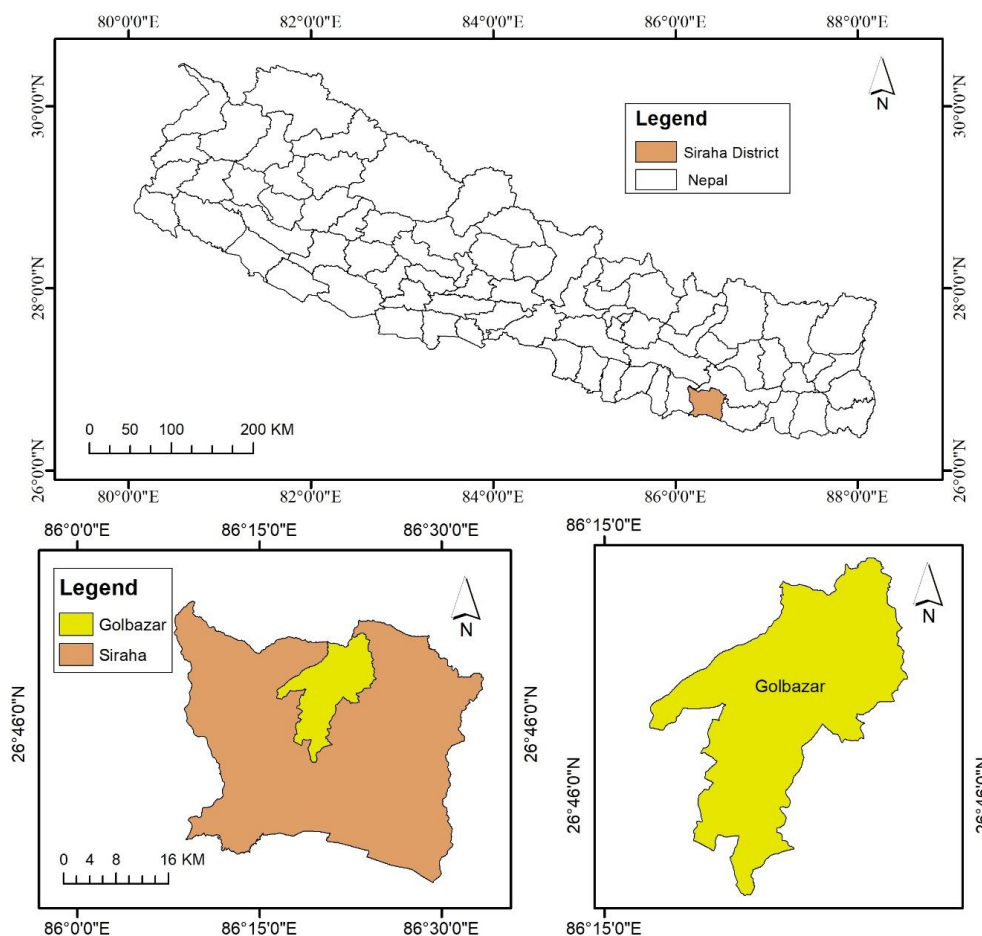 80°0'0"E 82°0'0"E 84°0'0"E 86°0'0"E 88°0'0"E
30°0'0"N
30°0'0"N
N
Legend
Siraha District
Nepal
28°0'0"N
28°0'0"N
0 50 100 200 KM
26°0'0"N
26°0'0"N
80°0'0"E 82°0'0"E 84°0'0"E 86°0'0"E 88°0'0"E
86°0'0"E 86°15'0"E 86°30'0"E
Legend
Golbazar
Siraha
N
26°46'0"N
26°46'0"N
0 4 8 16 KM
86°0'0"E 86°15'0"E 86°30'0"E
86°15'0"E
N
Golbazar
26°46'0"N
26°46'0"N
86°15'0"E